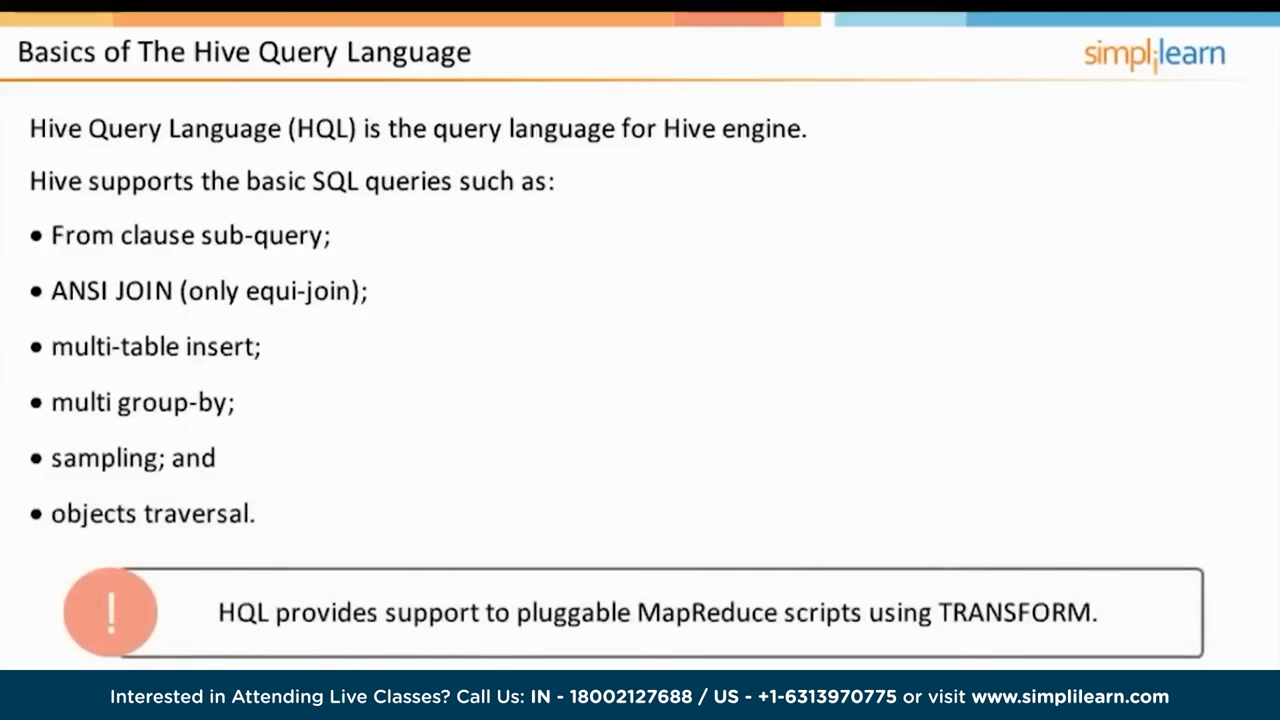 Basics of The Hive Query Language
simplilearn
Hive Query Language (HQL) is the query language for Hive engine.
Hive supports the basic SQL queries such as:
• From clause sub-query;
• ANSI JOIN (only equi-join);
• multi-table insert;
• multi group-by;
• sampling; and
• objects traversal.
! HQL provides support to pluggable MapReduce scripts using TRANSFORM.
Interested in Attending Live Classes? Call Us: IN - 18002127688 / US - +1-6313970775 or visit www.simplilearn.com